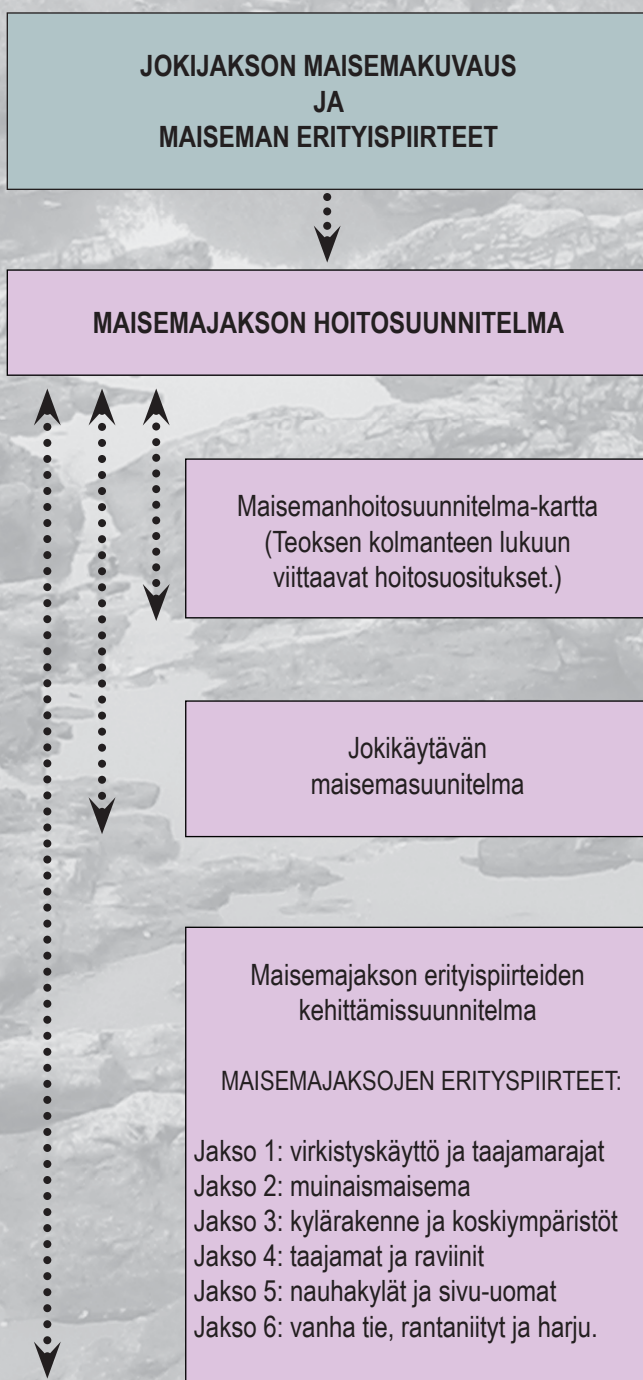 JOKIJAKSON MAISEMAKUVAUS
JA
MAISEMAN ERITYISPIIRTEET
MAISEMAJAKSON HOITOSUUNNITELMA
Maisemanhoitosuunnitelma-kartta
(Teoksen kolmanteen lukuun
viittaavat hoitosuositukset.)
Jokikäytävän
maisemasuunitelma
Maisemajakson erityispiirteiden
kehittämissuunnitelma
MAISEMAJAKSOJEN ERITYSPIIRTEET:
Jakso 1: virkistyskäyttö ja taajamarajat
Jakso 2: muinaismaisema
Jakso 3: kylärakenne ja koskiympäristöt
Jakso 4: taajamat ja raviinit
Jakso 5: nauhakylät ja sivu-uomat
Jakso 6: vanha tie, rantaniityt ja harju.